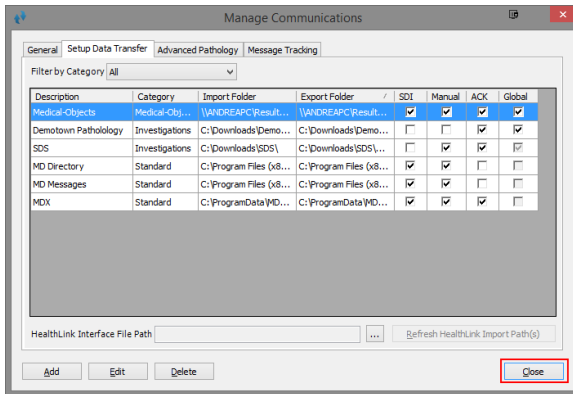 Manage Communications
General Setup Data Transfer Advanced Pathology Message Tracking
Filter by Category All
Description Category Import Folder Export Folder / SDI Manual ACK Global
Medical-Objects Medical-Obj... \\ANDREAPC\Result... \\ANDREAPC\Result...
Demotown Patholology Investigations C:\Downloads\Demo... C:\Downloads\Demo...
SDS Investigations C:\Downloads\SDS\ C:\Downloads\SDS\...
MD Directory Standard C:\Program Files (x8... C:\Program Files (x8...
MD Messages Standard C:\Program Files (x8... C:\Program Files (x8...
MDX Standard C:\ProgramData\MD... C:\ProgramData\MD...
HealthLink Interface File Path ... Refresh HealthLink Import Path(s)
Add Edit Delete Close